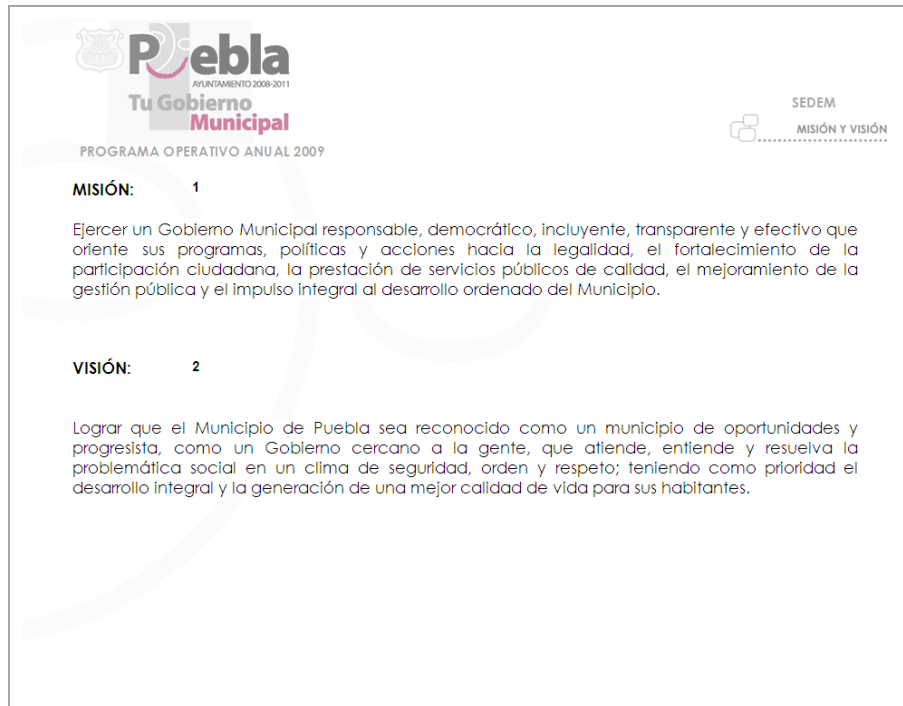 Puebla
AYUNTAMIENTO 2008-2011
Tu Gobierno
Municipal
SEDEM
MISIÓN Y VISIÓN
PROGRAMA OPERATIVO ANUAL 2009
MISIÓN: 1
Ejercer un Gobierno Municipal responsable, democrático, incluyente, transparente y efectivo que
oriente sus programas, políticas y acciones hacia la legalidad, el fortalecimiento de la
participación ciudadana, la prestación de servicios públicos de calidad, el mejoramiento de la
gestión pública y el impulso integral al desarrollo ordenado del Municipio.
VISIÓN: 2
Lograr que el Municipio de Puebla sea reconocido como un municipio de oportunidades y
progresista, como un Gobierno cercano a la gente, que atiende, entiende y resuelva la
problemática social en un clima de seguridad, orden y respeto; teniendo como prioridad el
desarrollo integral y la generación de una mejor calidad de vida para sus habitantes.